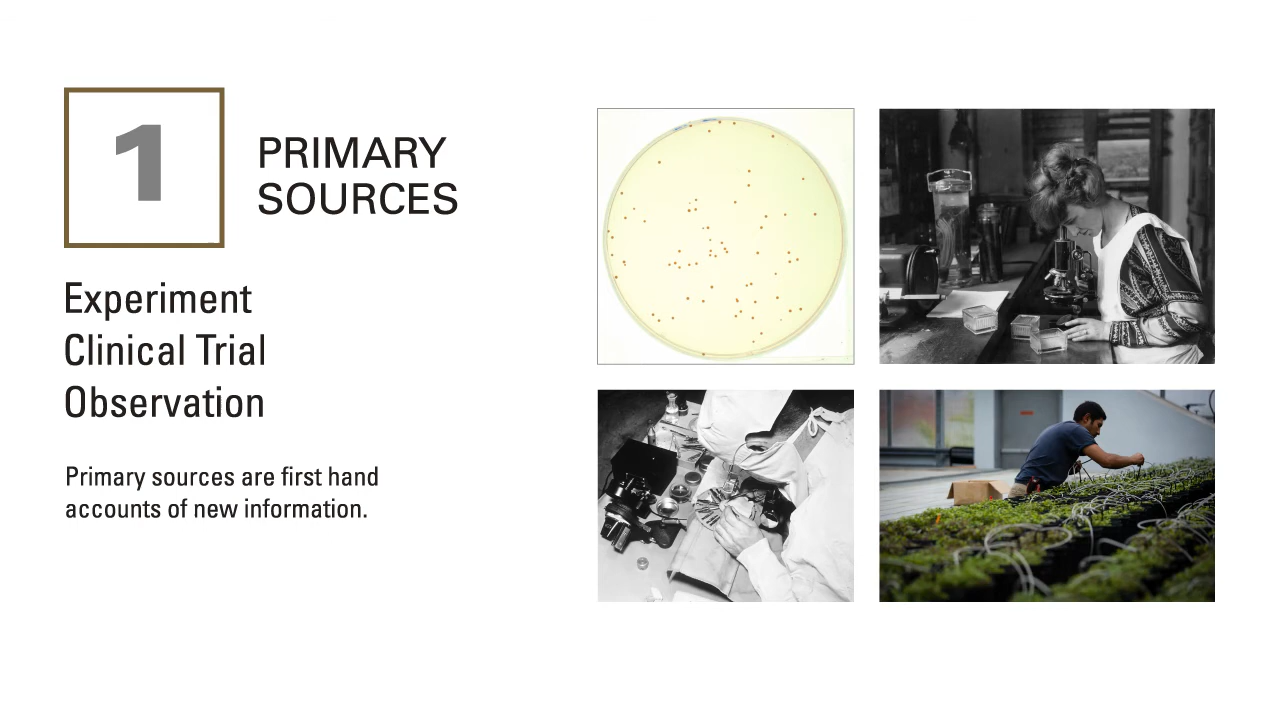 1
PRIMARY
SOURCES
Experiment
Clinical Trial
Observation
Primary sources are first hand
accounts of new information.